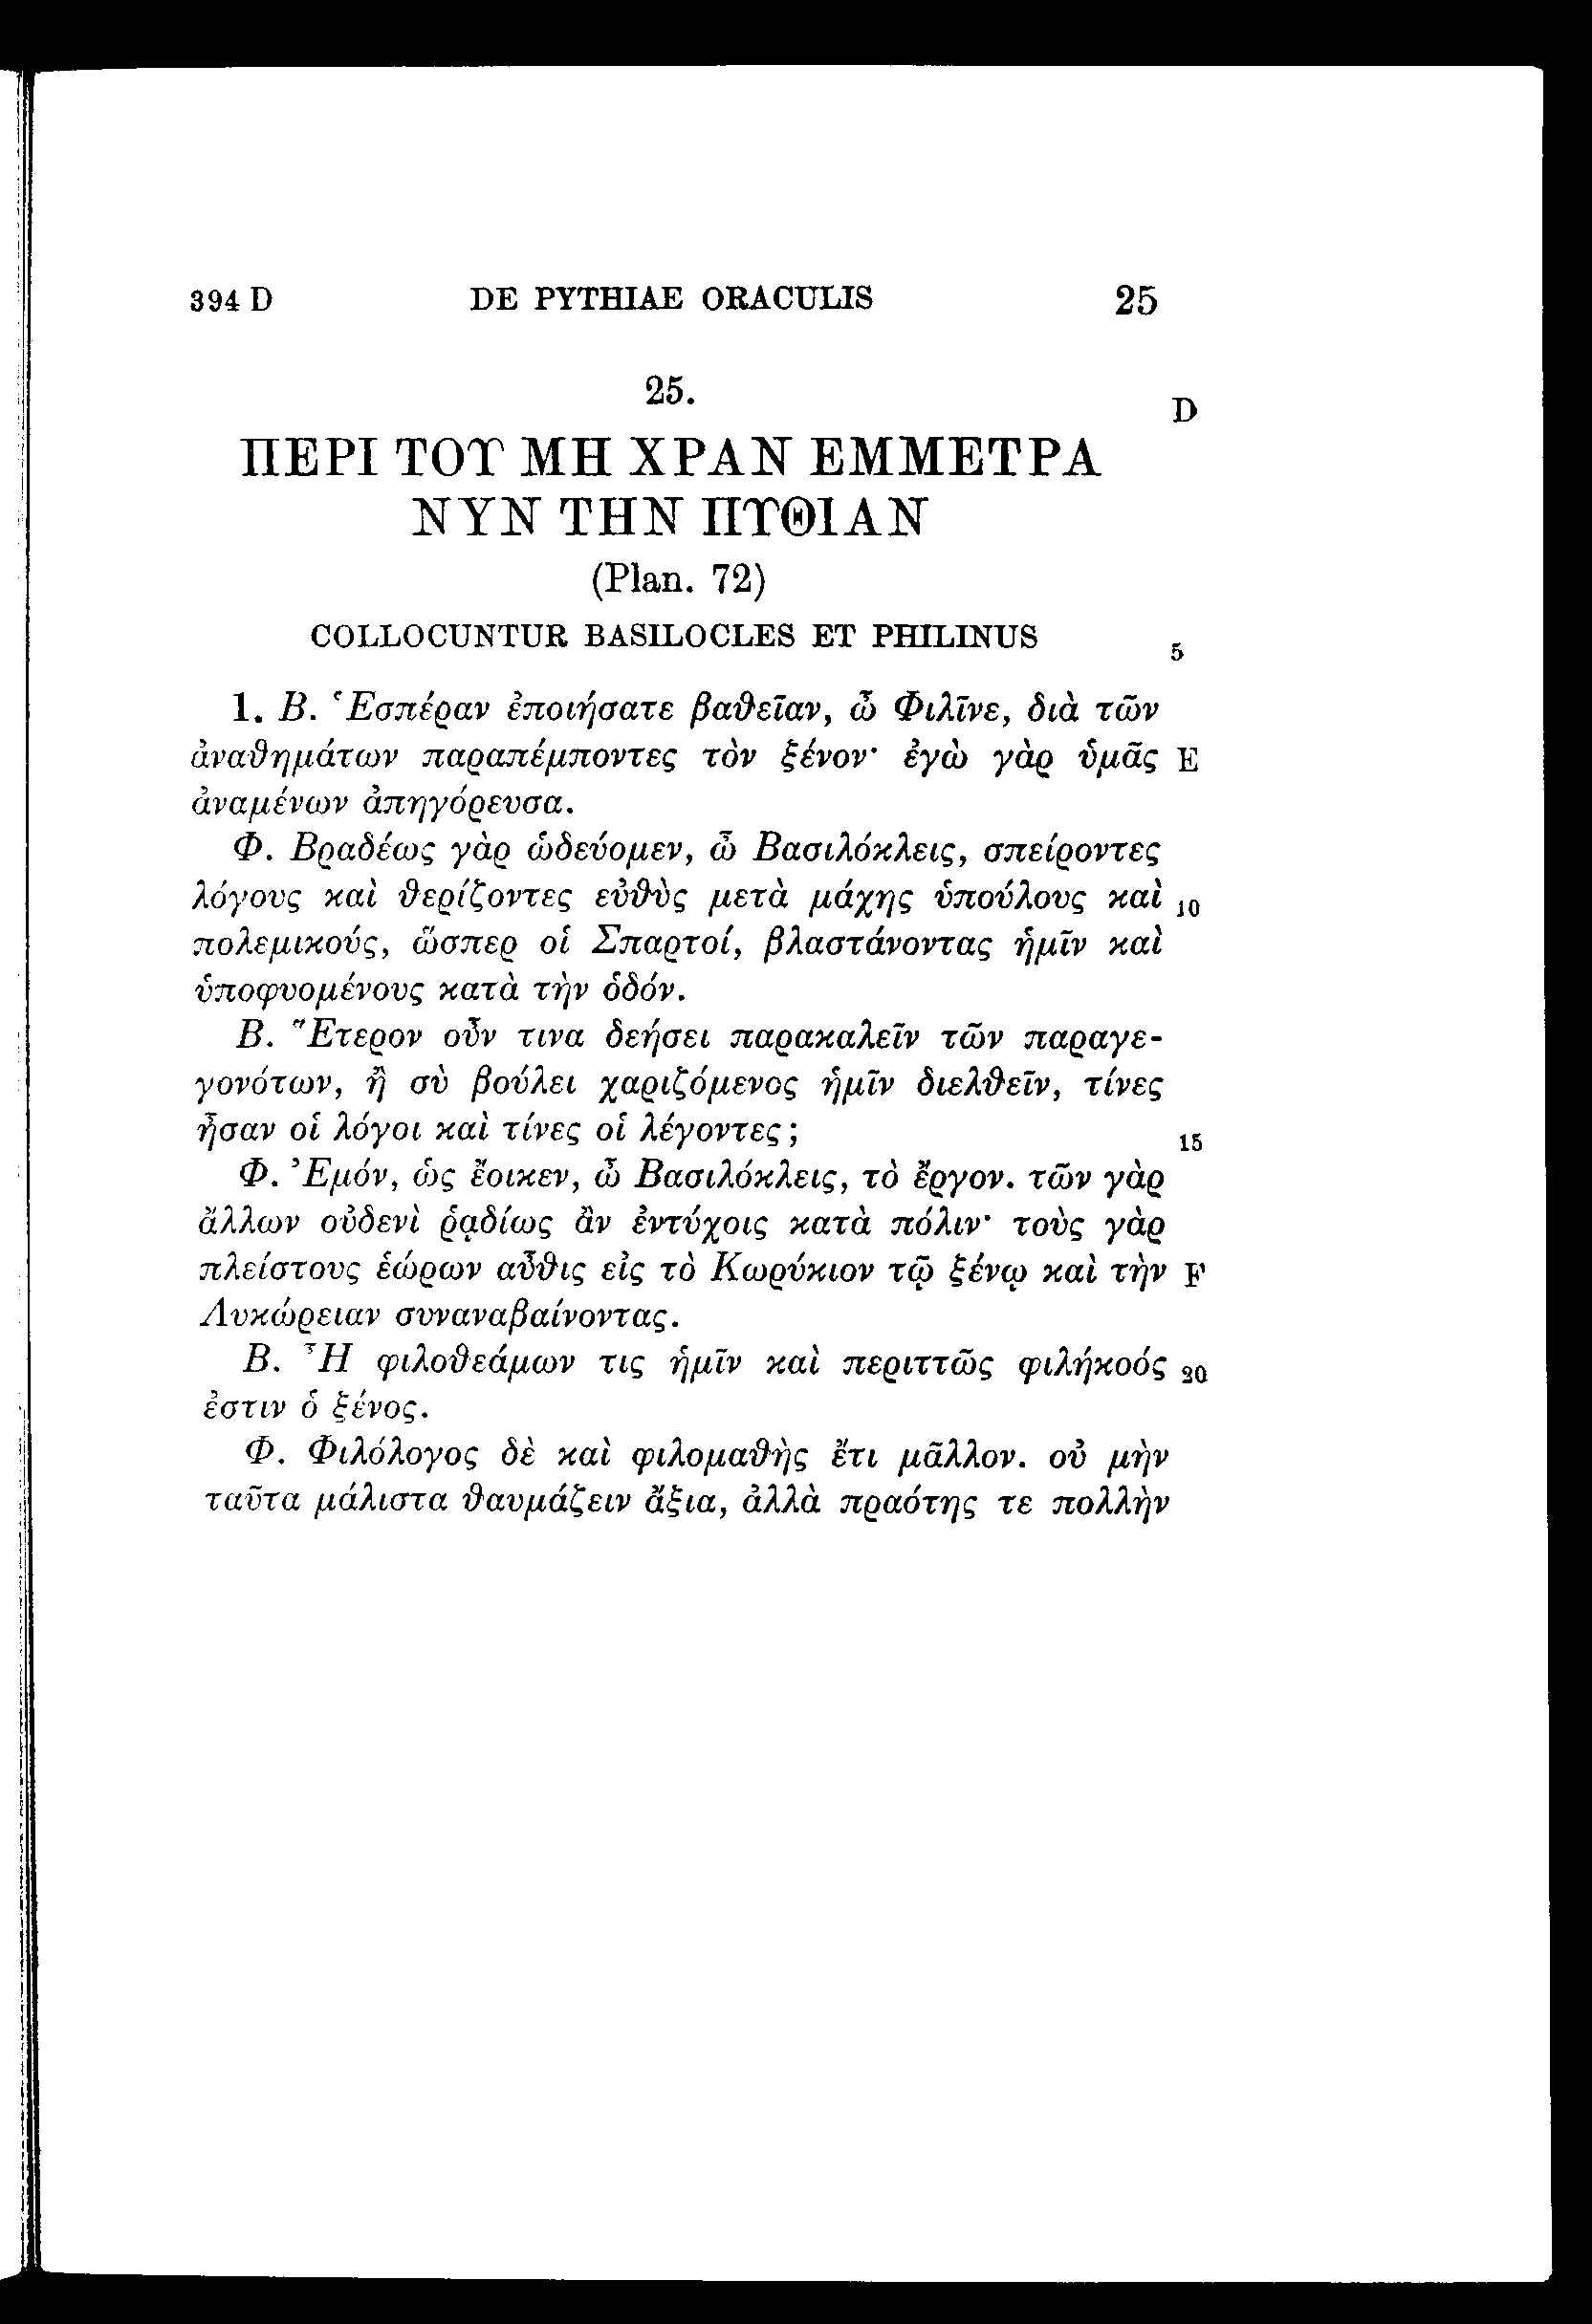 394 D DE PYTHIAE ORACULIS 25
25.
D
ΠΕΡΙ ΤΟΥ ΜΗ ΧΡΑΝ ΕΜΜΕΤΡΑ
ΝΥΝ ΤΗΝ ΠΥΘΙΑΝ
(Plan. 72)
COLLOCUNTUR BASILOCLES ET PHILINUS 5
1. Β. Ἑσπέραν ἐποιήσατε βαθεῖαν, ὦ Φιλῖνε, διὰ τῶν
ἀναθημάτων παραπέμποντες τὸν ξένον· ἐγὼ γὰρ ὑμᾶς E
ἀναμένων ἀπηγόρευσα.
Φ. Βραδέως γὰρ ὡδεύομεν, ὦ Βασιλόκλεις, σπείροντες
λόγους καὶ θερίζοντες εὐθὺς μετὰ μάχης ὑπούλους καὶ 10
πολεμικούς, ὥσπερ οἱ Σπαρτοί, βλαστάνοντας ἡμῖν καὶ
ὑποφυομένους κατὰ τὴν ὁδόν.
Β. Ἕτερον οὖν τινα δεήσει παρακαλεῖν τῶν παραγε-
γονότων, ἢ σὺ βούλει χαριζόμενος ἡμῖν διελθεῖν, τίνες
ἦσαν οἱ λόγοι καὶ τίνες οἱ λέγοντες; 15
Φ. Ἐμόν, ὡς ἔοικεν, ὦ Βασιλόκλεις, τὸ ἔργον. τῶν γὰρ
ἄλλων οὐδενὶ ῥᾳδίως ἂν ἐντύχοις κατὰ πόλιν· τοὺς γὰρ
πλείστους ἑώρων αὖθις εἰς τὸ Κωρύκιον τῷ ξένῳ καὶ τὴν F
Λυκώρειαν συναναβαίνοντας.
Β. Ἦ φιλοθεάμων τις ἡμῖν καὶ περιττῶς φιλήκοός 20
ἐστιν ὁ ξένος.
Φ. Φιλόλογος δὲ καὶ φιλομαθὴς ἔτι μᾶλλον. οὐ μὴν
ταῦτα μάλιστα θαυμάζειν ἄξια, ἀλλὰ πραότης τε πολλὴν